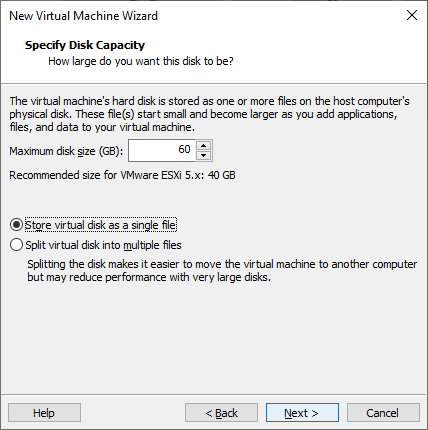 New Virtual Machine Wizard
Specify Disk Capacity
How large do you want this disk to be?
The virtual machine's hard disk is stored as one or more files on the host computer's
physical disk. These file(s) start small and become larger as you add applications,
files, and data to your virtual machine.
Maximum disk size (GB): 60
Recommended size for VMware ESXi 5.x: 40 GB
Store virtual disk as a single file
Split virtual disk into multiple files
Splitting the disk makes it easier to move the virtual machine to another computer
but may reduce performance with very large disks.
Help < Back Next > Cancel